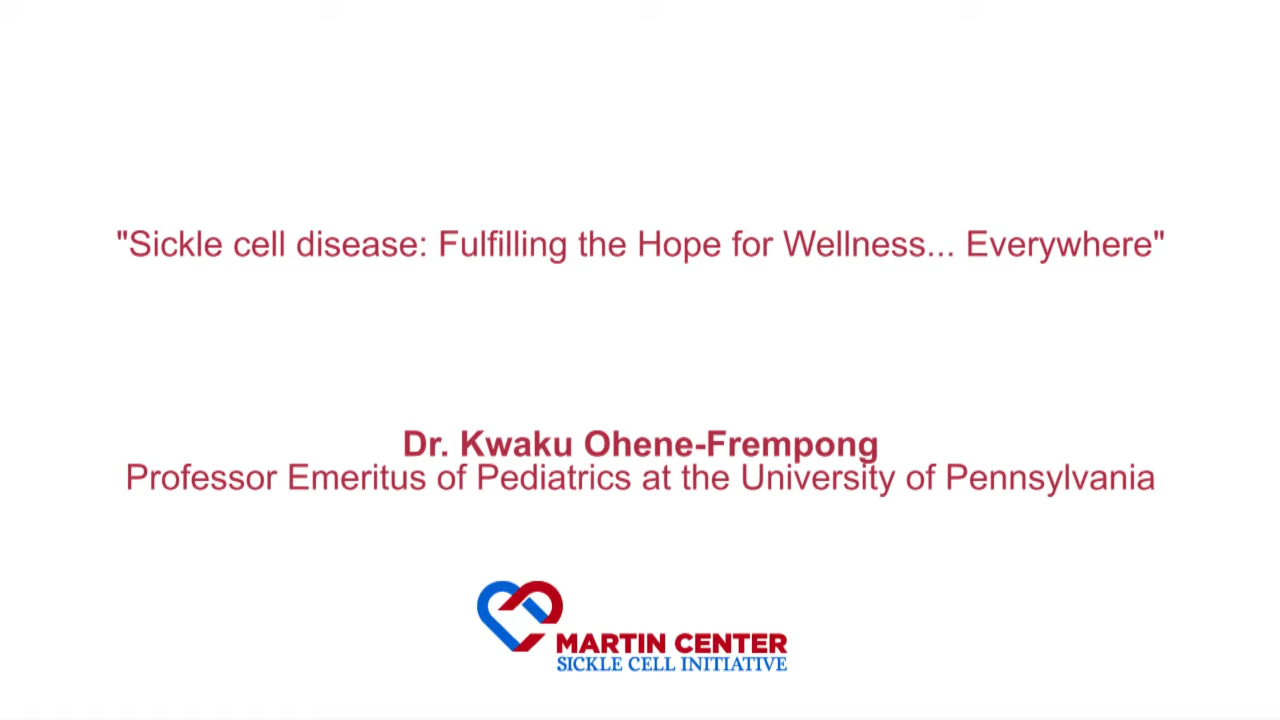 "Sickle cell disease: Fulfilling the Hope for Wellness... Everywhere"
Dr. Kwaku Ohene-Frempong
Professor Emeritus of Pediatrics at the University of Pennsylvania
MARTIN CENTER
SICKLE CELL INITIATIVE